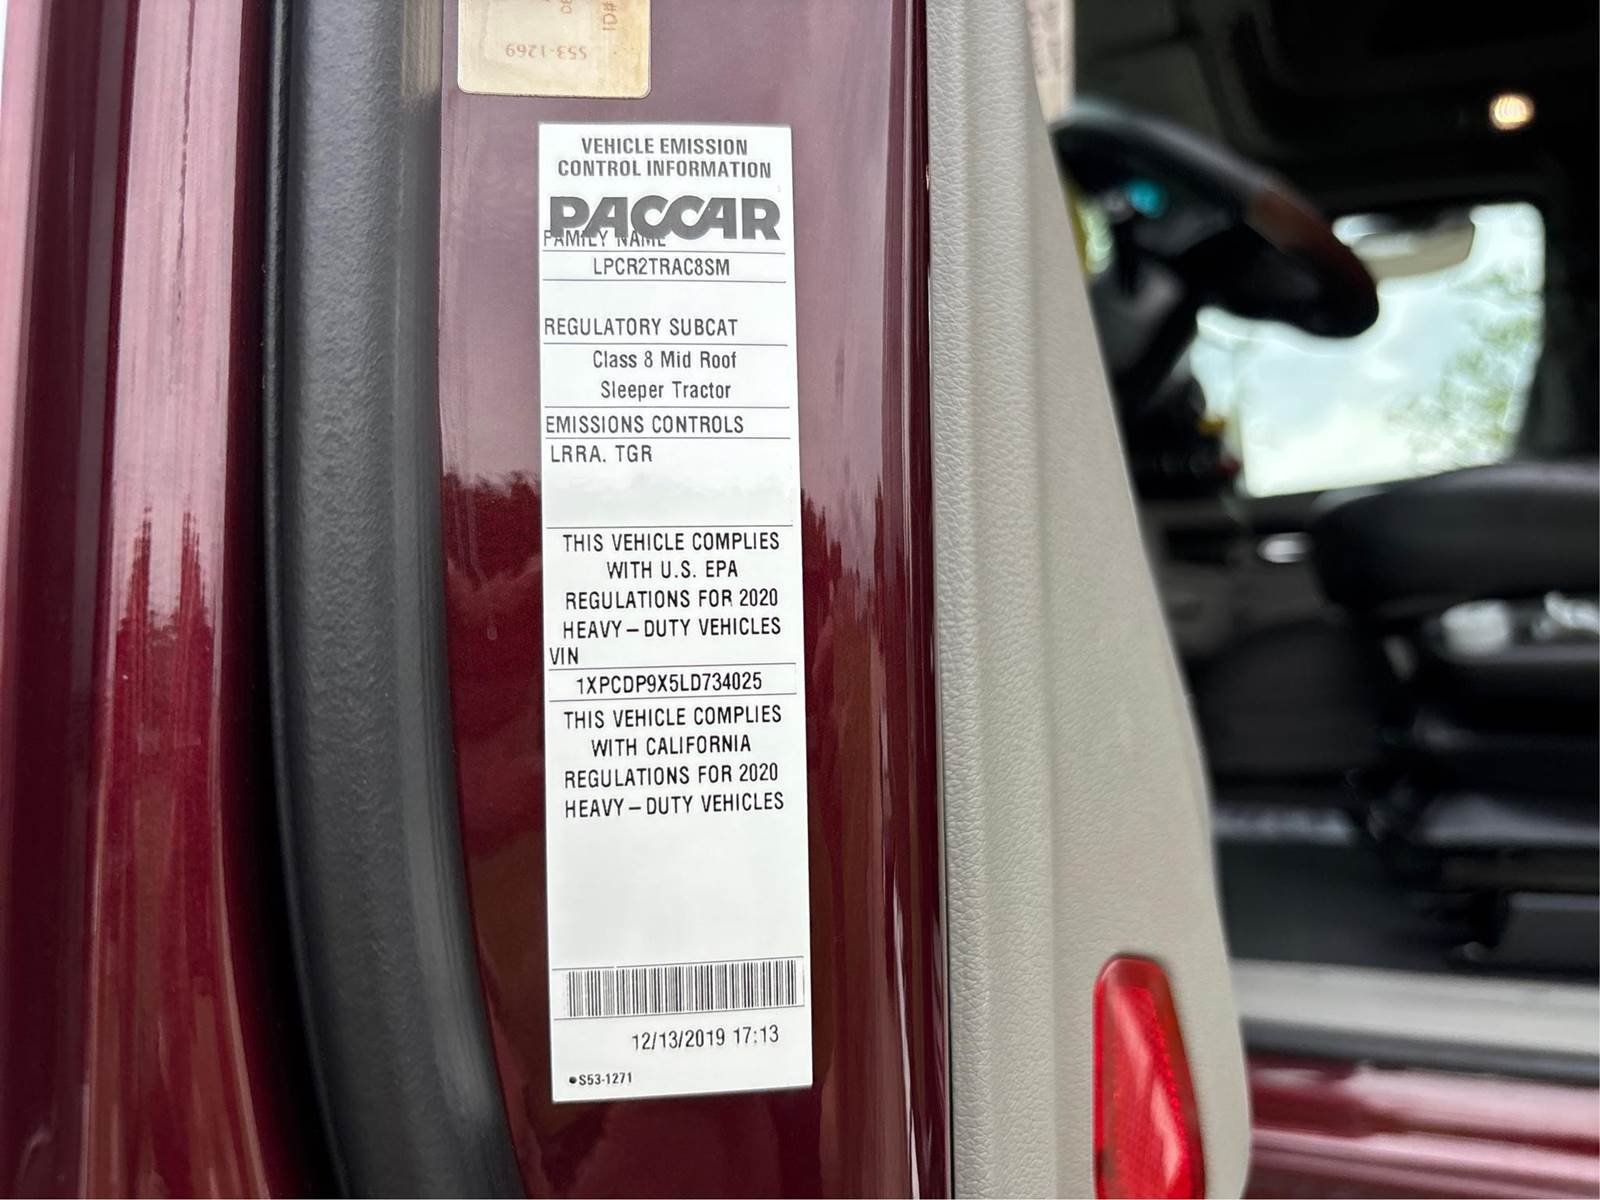 S53-1269
ID#
VEHICLE EMISSION
CONTROL INFORMATION
PACCAR
FAMILY NAME
LPCR2TRAC8SM
REGULATORY SUBCAT
Class 8 Mid Roof
Sleeper Tractor
EMISSIONS CONTROLS
LRRA. TGR
THIS VEHICLE COMPLIES
WITH U.S. EPA
REGULATIONS FOR 2020
HEAVY-DUTY VEHICLES
VIN
1XPCDP9X5LD734025
THIS VEHICLE COMPLIES
WITH CALIFORNIA
REGULATIONS FOR 2020
HEAVY-DUTY VEHICLES
12/13/2019 17:13
•S53-1271